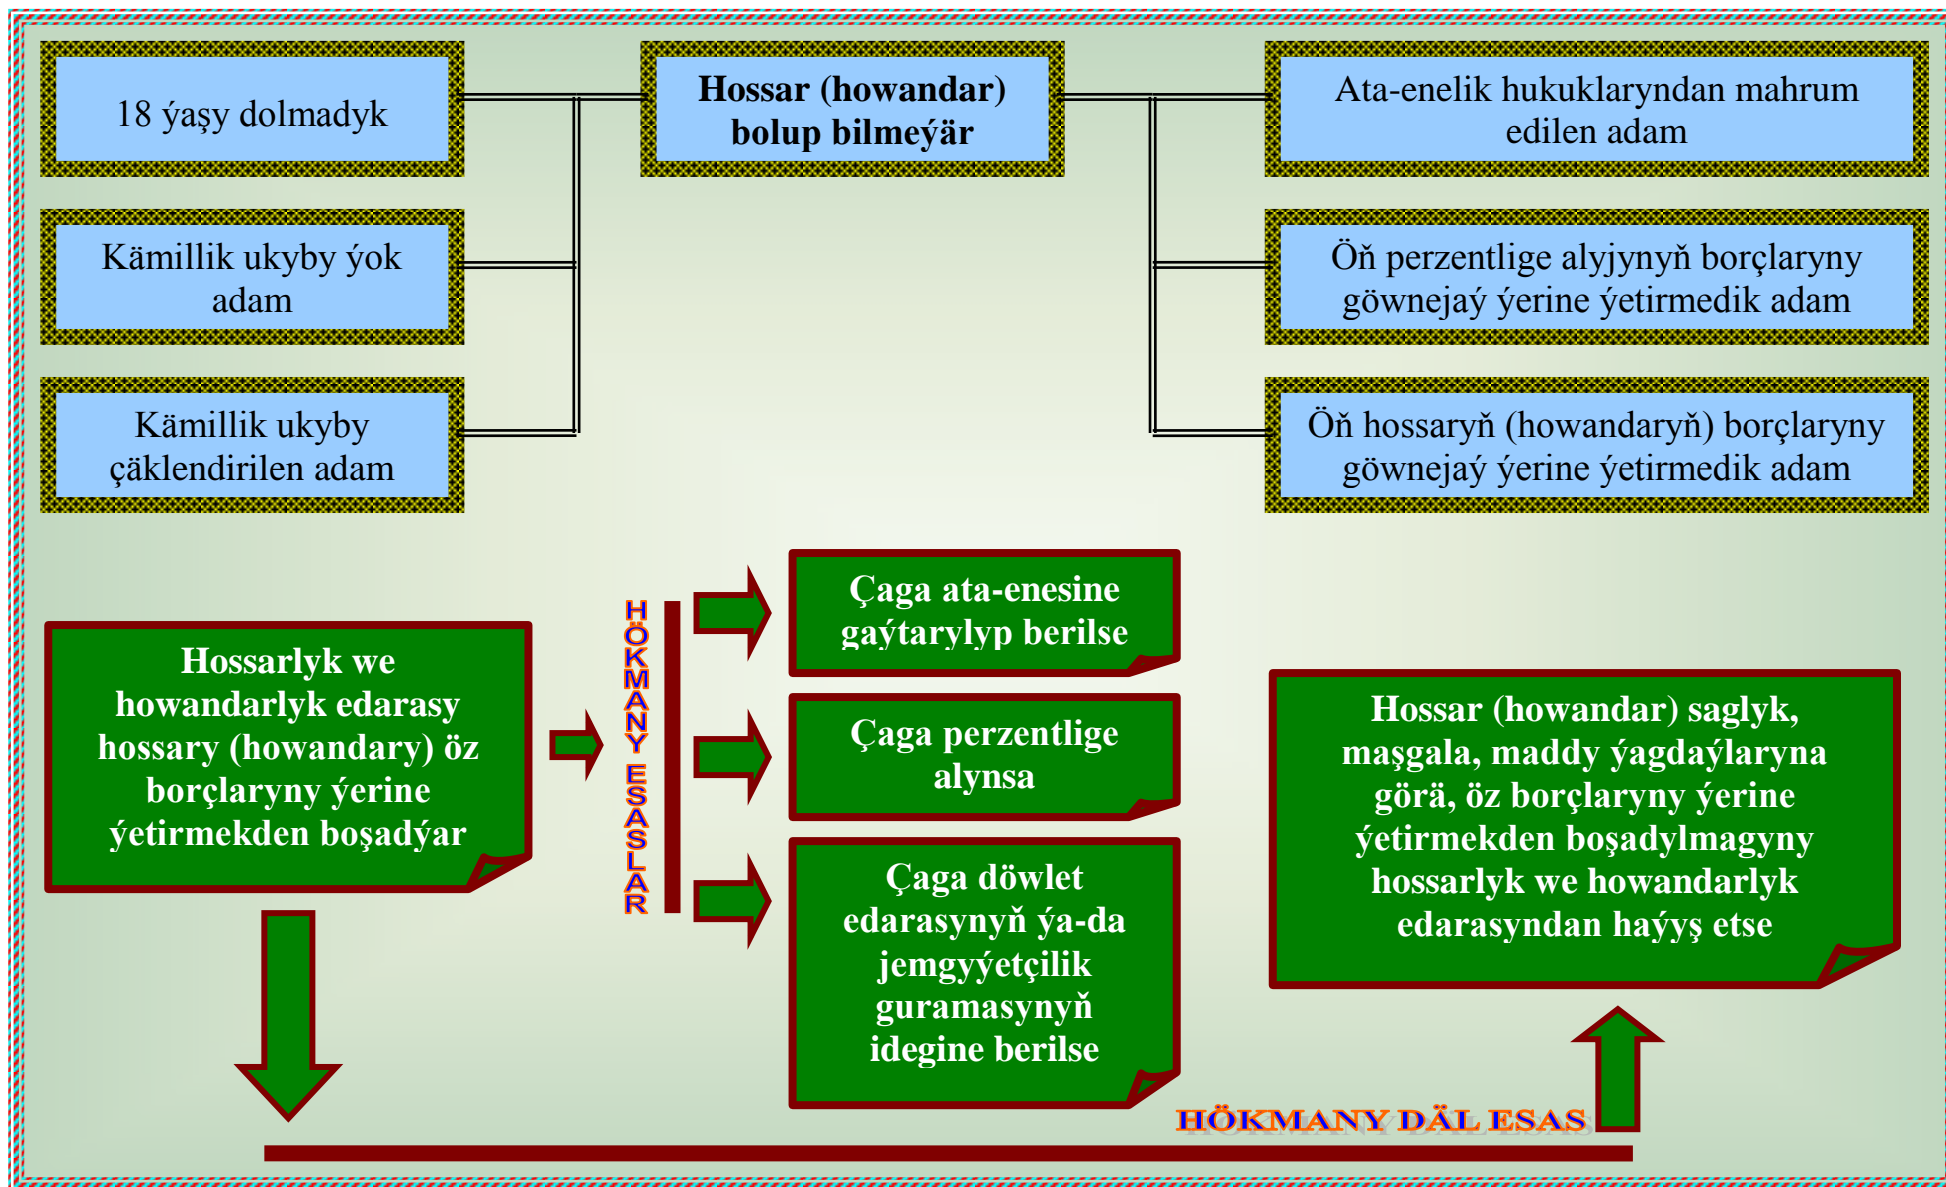 18 ýaşy dolmadyk
Hossar (howandar)
bolup bilmeýär
Ata-enelik hukuklaryndan mahrum
edilen adam
Kämillik ukyby ýok
adam
Öň perzentlige alyjynyň borçlaryny
göwnejaý ýerine ýetirmedik adam
Kämillik ukyby
çäklendirilen adam
Öň hossaryň (howandaryň) borçlaryny
göwnejaý ýerine ýetirmedik adam
Hossarlyk we
howandarlyk edarasy
hossary (howandary) öz
borçlaryny ýerine
ýetirmekden boşadýar
HÖKMANY ESASLAR
Çaga ata-enesine
gaýtarylyp berilse
Çaga perzentlige
alynsa
Çaga döwlet
edarasynyň ýa-da
jemgyýetçilik
guramasynyň
idegine berilse
Hossar (howandar) saglyk,
maşgala, maddy ýagdaýlaryna
görä, öz borçlaryny ýerine
ýetirmekden boşadylmagyny
hossarlyk we howandarlyk
edarasyndan haýyş etse
HÖKMANY DÄL ESAS